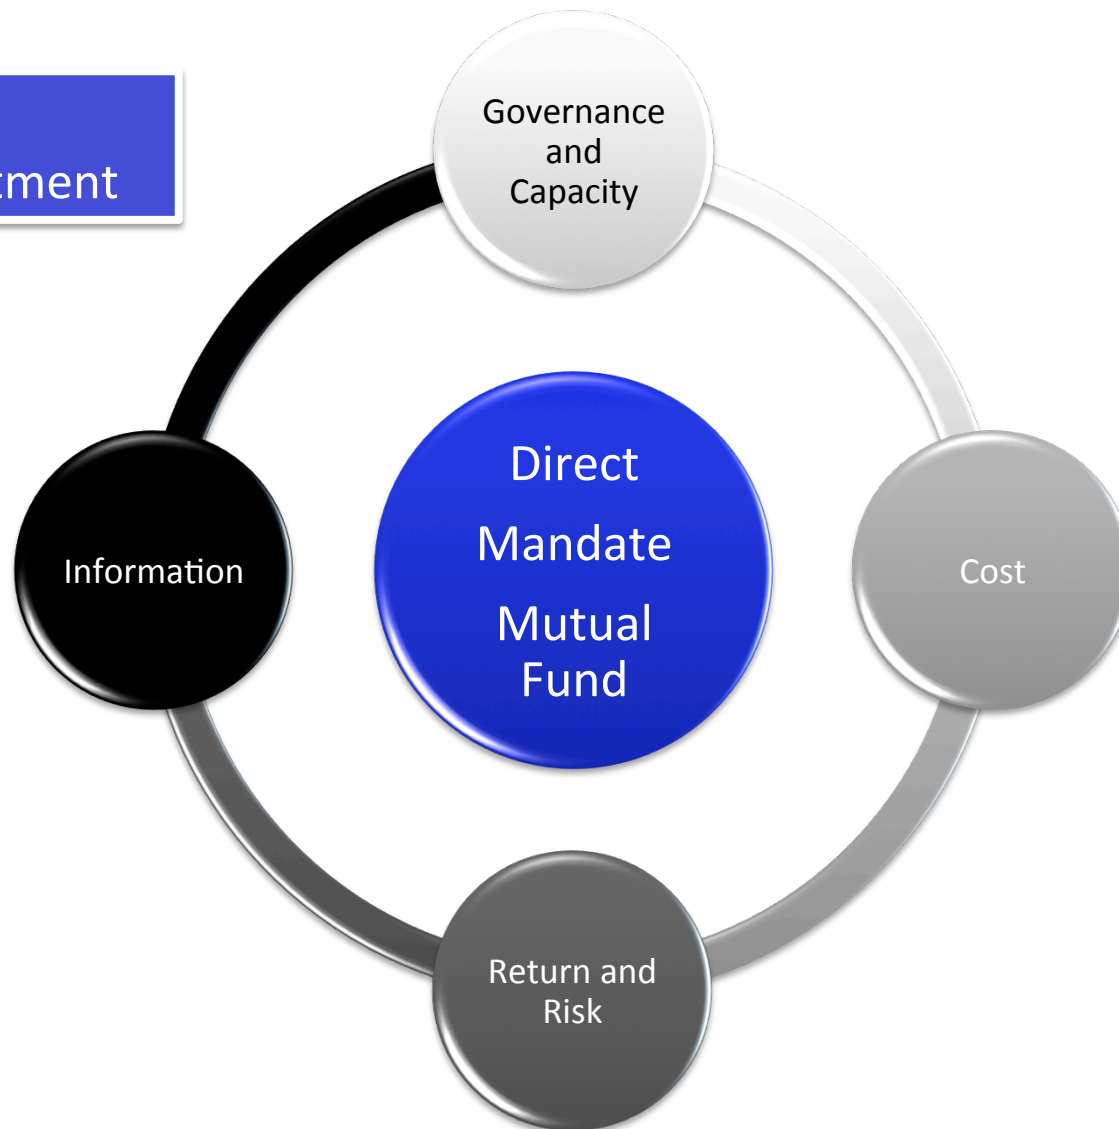 tment
Governance
and
Capacity
Direct
Mandate
Mutual
Fund
Information
Cost
Return and
Risk